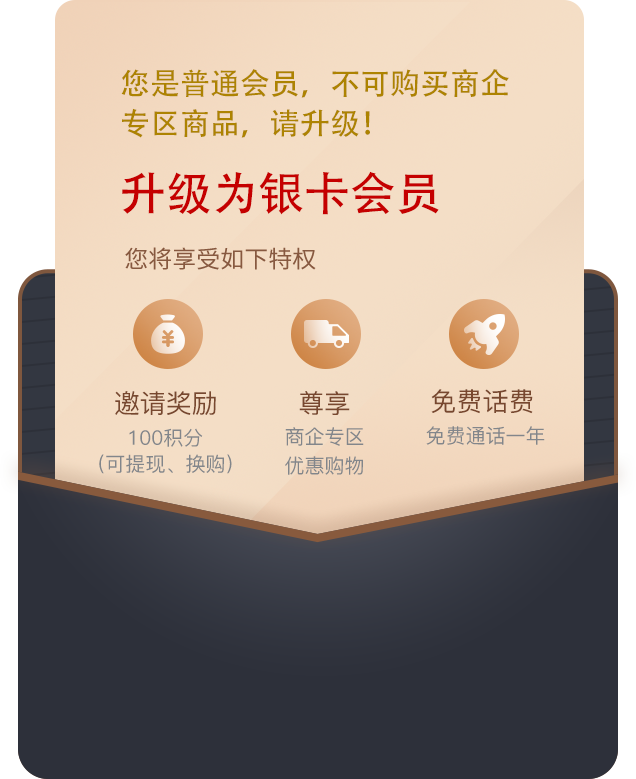 您是普通会员，不可购买商企
专区商品，请升级！
升级为银卡会员
您将享受如下特权
¥
邀请奖励
100积分
(可提现、换购)
尊享
商企专区
优惠购物
免费话费
免费通话一年